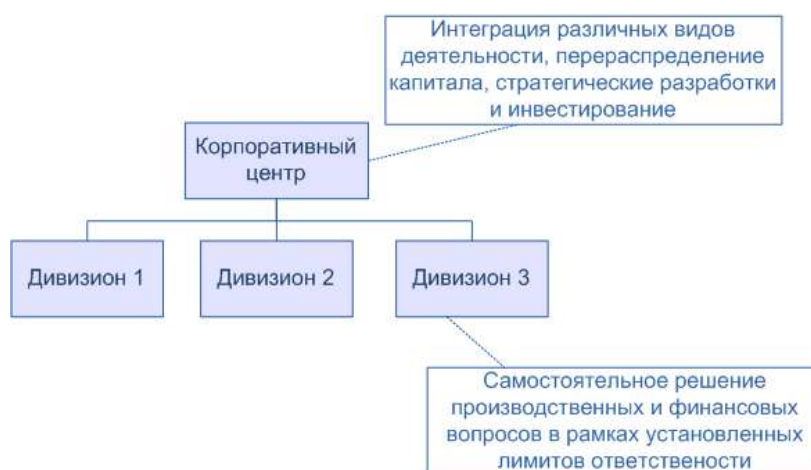 Интеграция различных видов
деятельности, перераспределение
капитала, стратегические разработки
и инвестирование
Корпоративный
центр
Дивизион 1
Дивизион 2
Дивизион 3
Самостоятельное решение
производственных и финансовых
вопросов в рамках установленных
лимитов ответствености